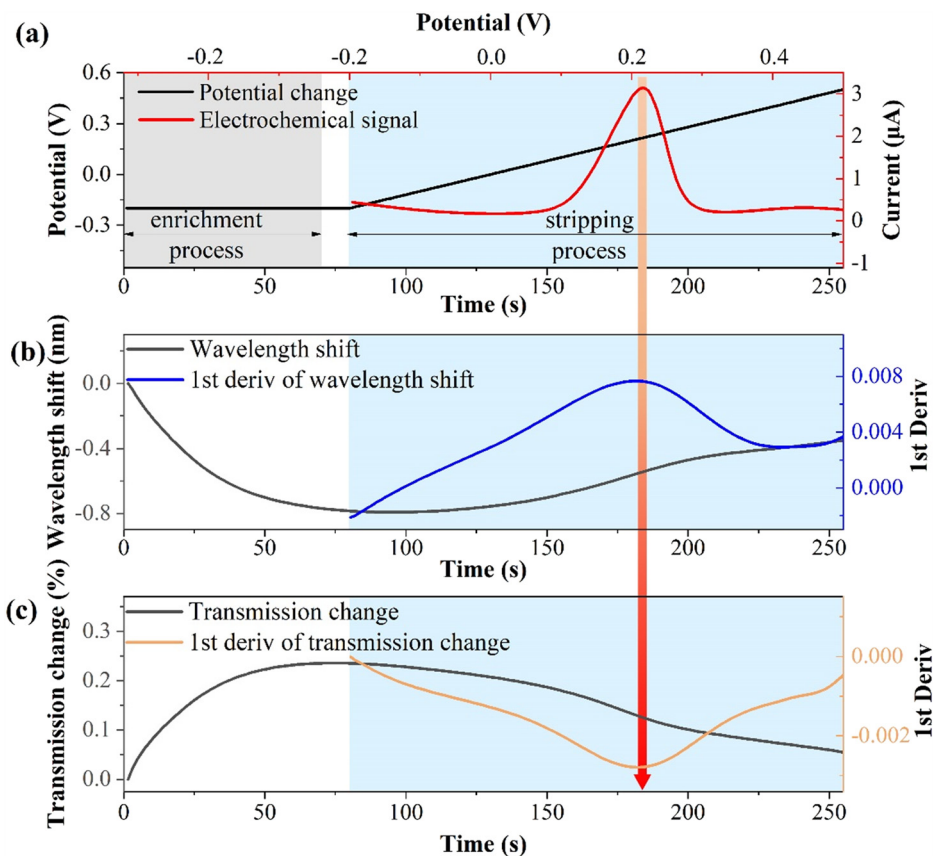 (a)
Potential (V)
-0.2 -0.2 0.0 0.2 0.4
0.6
0.3
0.0
-0.3
Potential (V)
Potential change
Electrochemical signal
enrichment
process
stripping
process
3
2
1
0
-1
Current (μA)
0 50 100 150 200 250
Time (s)
(b)
Wavelength shift (nm)
0.0
-0.4
-0.8
Wavelength shift
1st deriv of wavelength shift
0.008
0.004
0.000
1st Deriv
0 50 100 150 200 250
Time (s)
(c)
Transmission change (%)
0.3
0.2
0.1
0.0
Transmission change
1st deriv of transmission change
0.000
-0.002
1st Deriv
0 50 100 150 200 250
Time (s)